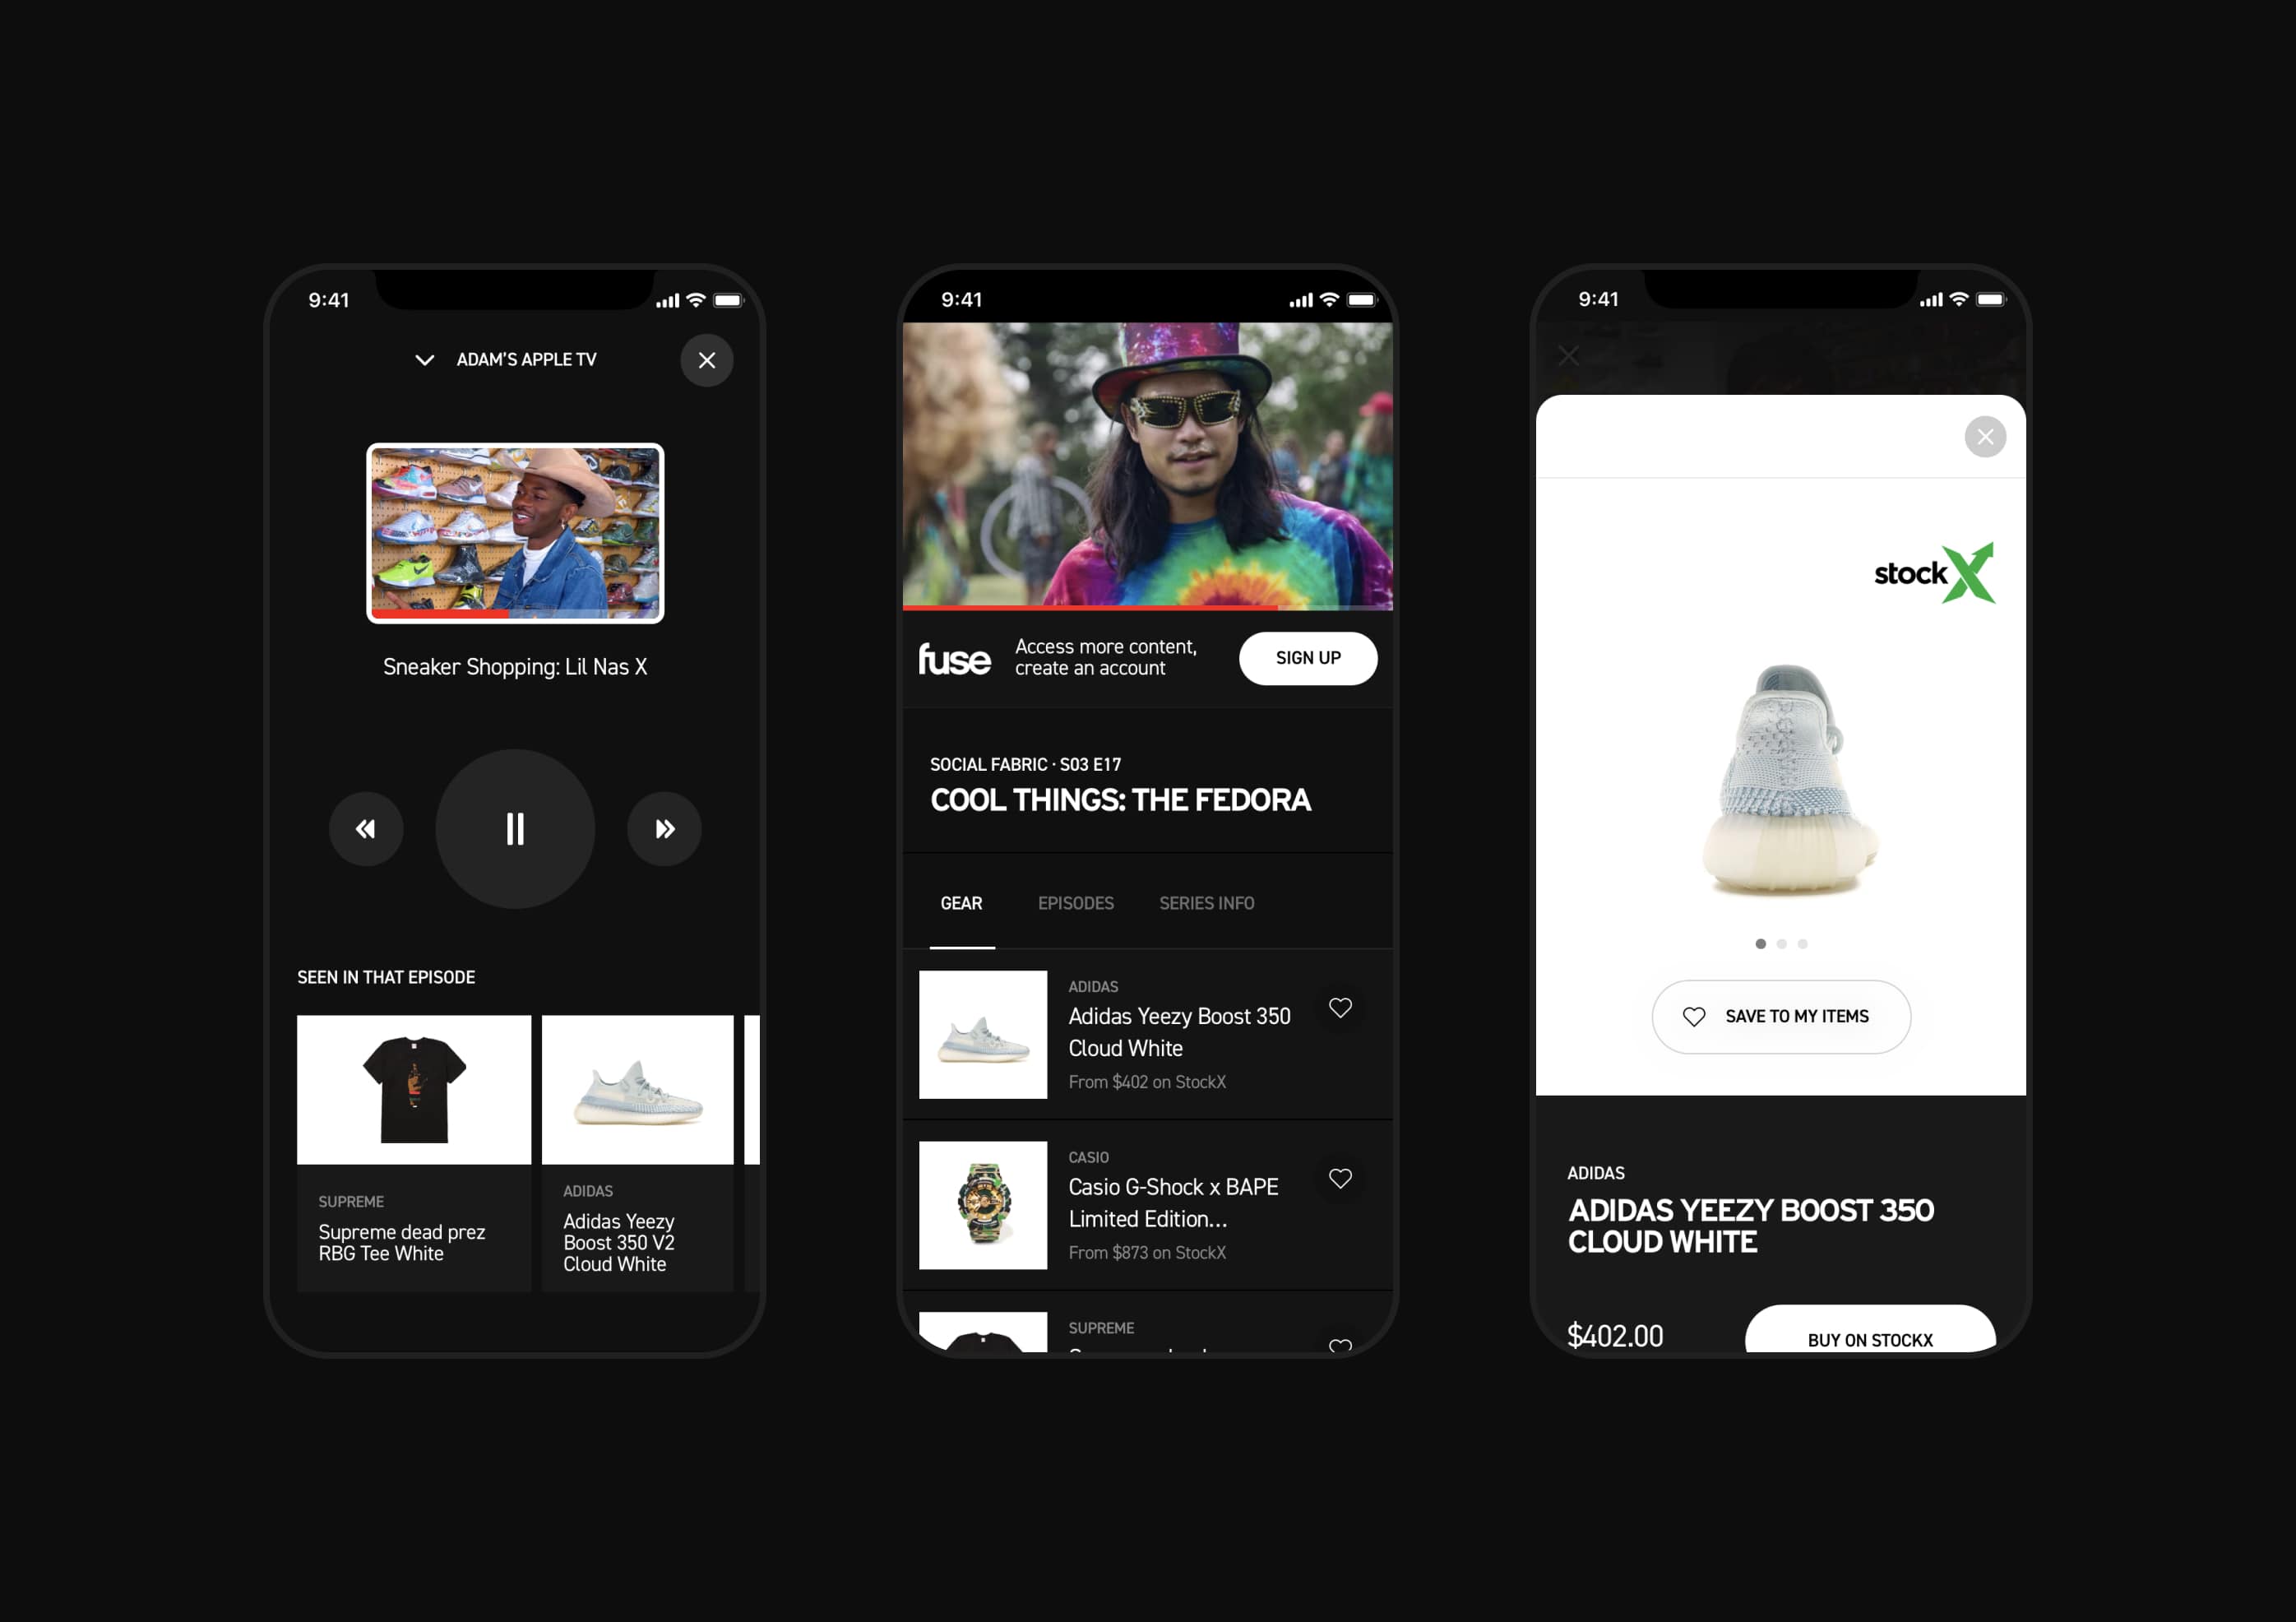 9:41
ADAM'S APPLE TV
Sneaker Shopping: Lil Nas X
SEEN IN THAT EPISODE
SUPREME
Supreme dead prez
RBG Tee White
ADIDAS
Adidas Yeezy
Boost 350 V2
Cloud White
9:41
fuse
Access more content,
create an account
SIGN UP
SOCIAL FABRIC · S03 E17
COOL THINGS: THE FEDORA
GEAR
EPISODES
SERIES INFO
ADIDAS
Adidas Yeezy Boost 350
Cloud White
From $402 on StockX
CASIO
Casio G-Shock x BAPE
Limited Edition...
From $873 on StockX
SUPREME
9:41
stockX
SAVE TO MY ITEMS
ADIDAS
ADIDAS YEEZY BOOST 350
CLOUD WHITE
$402.00
BUY ON STOCKX